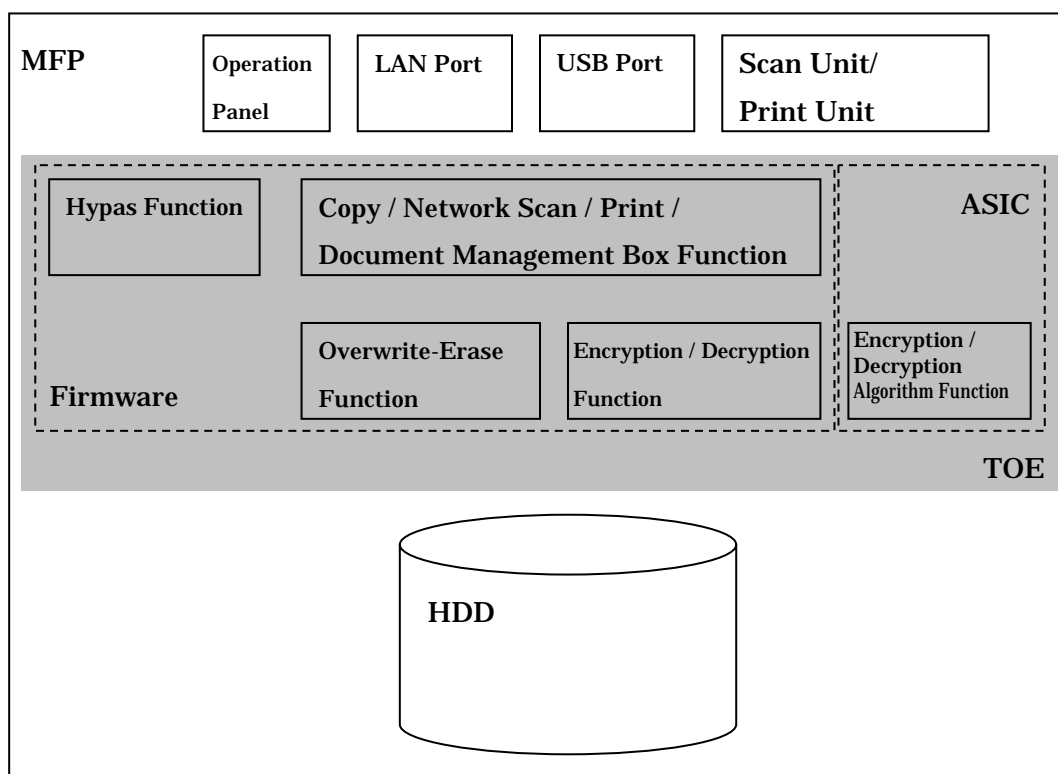 MFP
Operation
Panel
LAN Port
USB Port
Scan Unit/
Print Unit
Hypas Function
Copy / Network Scan / Print /
Document Management Box Function
ASIC
Overwrite-Erase
Function
Encryption / Decryption
Function
Encryption /
Decryption
Algorithm Function
Firmware
TOE
HDD